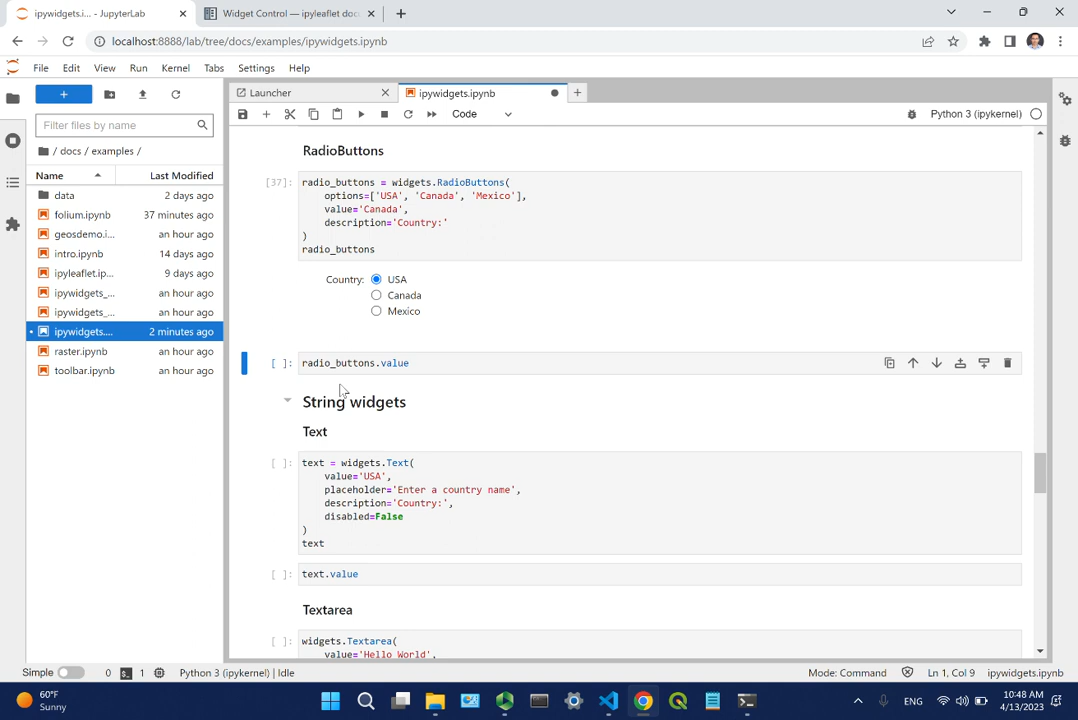 ipywidgets.i... - JupyterLab
Widget Control — ipyleaflet doc
localhost:8888/lab/tree/docs/examples/ipywidgets.ipynb
File Edit View Run Kernel Tabs Settings Help
Launcher
ipywidgets.ipynb
Code
Python 3 (ipykernel)
Filter files by name
/ docs / examples /
Name Last Modified
data 2 days ago
folium.ipynb 37 minutes ago
geosdemo.i... an hour ago
intro.ipynb 14 days ago
ipyleaflet.ip... 9 days ago
ipywidgets_... an hour ago
ipywidgets_... an hour ago
ipywidgets.... 2 minutes ago
raster.ipynb an hour ago
toolbar.ipynb an hour ago
RadioButtons
[37]: radio_buttons = widgets.RadioButtons(
options=['USA', 'Canada', 'Mexico'],
value='Canada',
description='Country:'
)
radio_buttons
Country: USA
Canada
Mexico
[ ]: radio_buttons.value
String widgets
Text
[ ]: text = widgets.Text(
value='USA',
placeholder='Enter a country name',
description='Country:',
disabled=False
)
text
[ ]: text.value
Textarea
[ ]: widgets.Textarea(
value='Hello World',
Simple 0 1 Python 3 (ipykernel) | Idle
Mode: Command Ln 1, Col 9 ipywidgets.ipynb
60°F
Sunny
ENG
10:48 AM
4/13/2023